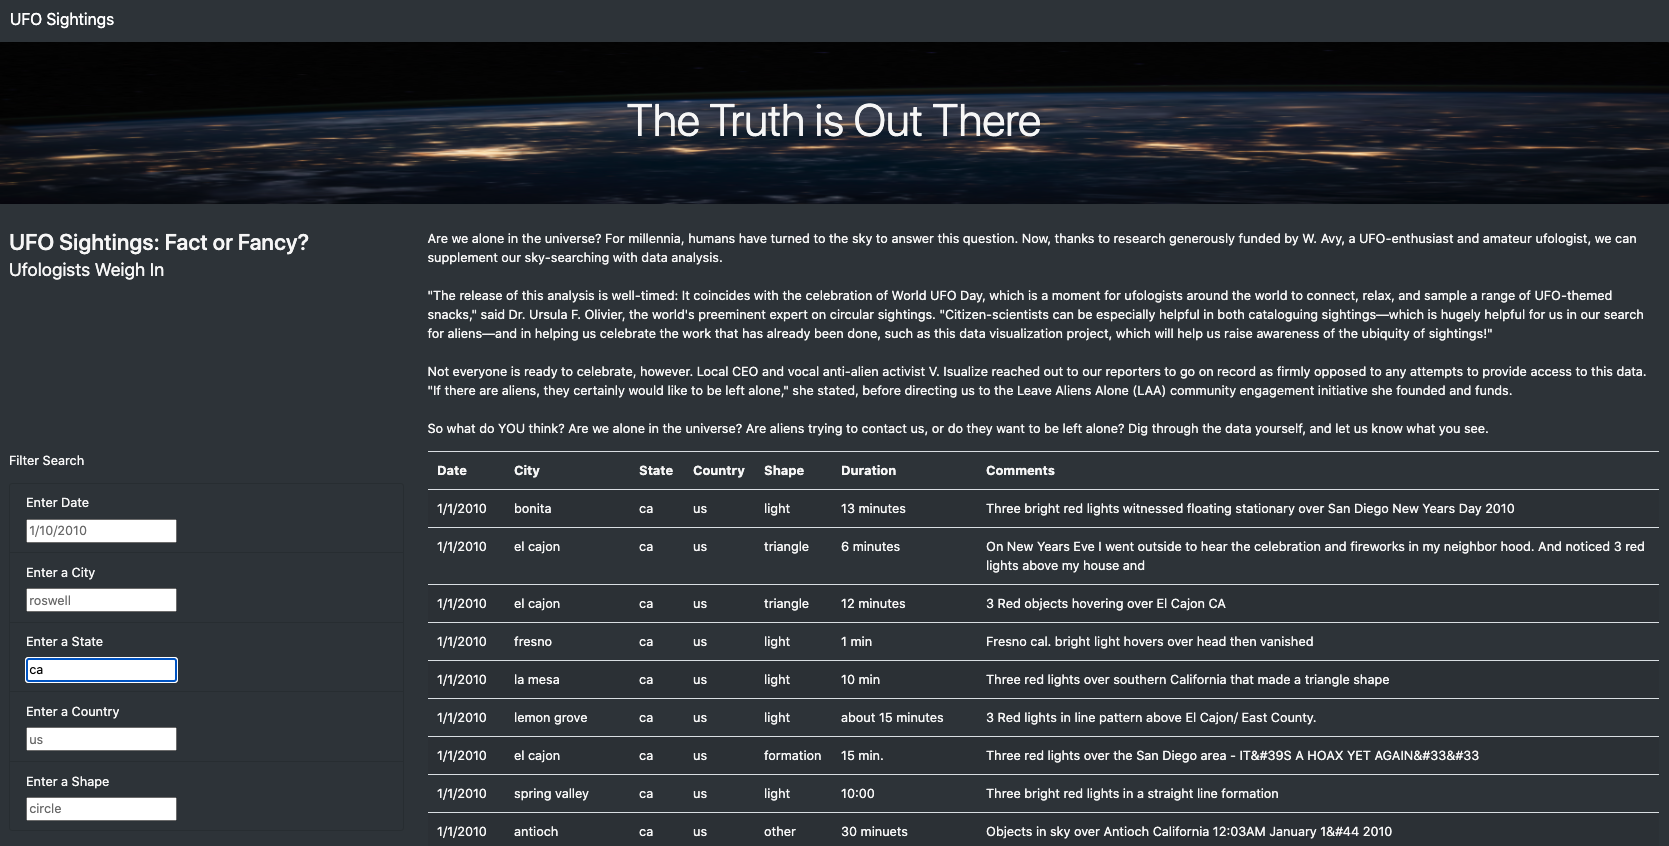 UFO Sightings
The Truth is Out There
UFO Sightings: Fact or Fancy?
Ufologists Weigh In
Are we alone in the universe? For millennia, humans have turned to the sky to answer this question. Now, thanks to research generously funded by W. Avy, a UFO-enthusiast and amateur ufologist, we can
supplement our sky-searching with data analysis.
"The release of this analysis is well-timed: It coincides with the celebration of World UFO Day, which is a moment for ufologists around the world to connect, relax, and sample a range of UFO-themed
snacks," said Dr. Ursula F. Olivier, the world's preeminent expert on circular sightings. "Citizen-scientists can be especially helpful in both cataloguing sightings—which is hugely helpful for us in our search
for aliens—and in helping us celebrate the work that has already been done, such as this data visualization project, which will help us raise awareness of the ubiquity of sightings!"
Not everyone is ready to celebrate, however. Local CEO and vocal anti-alien activist V. Isualize reached out to our reporters to go on record as firmly opposed to any attempts to provide access to this data.
"If there are aliens, they certainly would like to be left alone," she stated, before directing us to the Leave Aliens Alone (LAA) community engagement initiative she founded and funds.
So what do YOU think? Are we alone in the universe? Are aliens trying to contact us, or do they want to be left alone? Dig through the data yourself, and let us know what you see.
Filter Search
Enter Date
1/10/2010
Enter a City
roswell
Enter a State
ca
Enter a Country
us
Enter a Shape
circle
Date City State Country Shape Duration Comments
1/1/2010 bonita ca us light 13 minutes Three bright red lights witnessed floating stationary over San Diego New Years Day 2010
1/1/2010 el cajon ca us triangle 6 minutes On New Years Eve I went outside to hear the celebration and fireworks in my neighbor hood. And noticed 3 red
lights above my house and
1/1/2010 el cajon ca us triangle 12 minutes 3 Red objects hovering over El Cajon CA
1/1/2010 fresno ca us light 1 min Fresno cal. bright light hovers over head then vanished
1/1/2010 la mesa ca us light 10 min Three red lights over southern California that made a triangle shape
1/1/2010 lemon grove ca us light about 15 minutes 3 Red lights in line pattern above El Cajon/ East County.
1/1/2010 el cajon ca us formation 15 min. Three red lights over the San Diego area - IT&#39S A HOAX YET AGAIN&#33&#33
1/1/2010 spring valley ca us light 10:00 Three bright red lights in a straight line formation
1/1/2010 antioch ca us other 30 minuets Objects in sky over Antioch California 12:03AM January 1&#44 2010